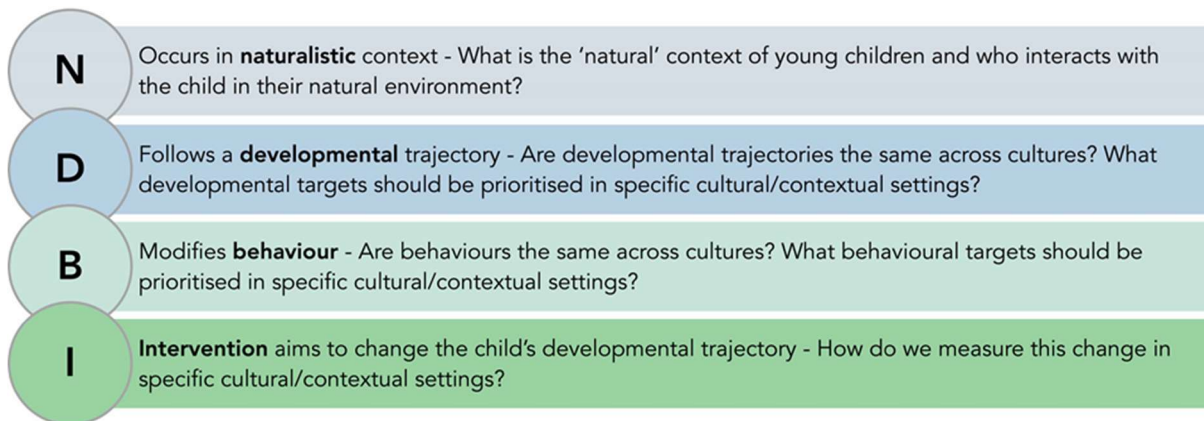 N
Occurs in naturalistic context - What is the ‘natural’ context of young children and who interacts with
the child in their natural environment?
D
Follows a developmental trajectory - Are developmental trajectories the same across cultures? What
developmental targets should be prioritised in specific cultural/contextual settings?
B
Modifies behaviour - Are behaviours the same across cultures? What behavioural targets should be
prioritised in specific cultural/contextual settings?
I
Intervention aims to change the child’s developmental trajectory - How do we measure this change in
specific cultural/contextual settings?